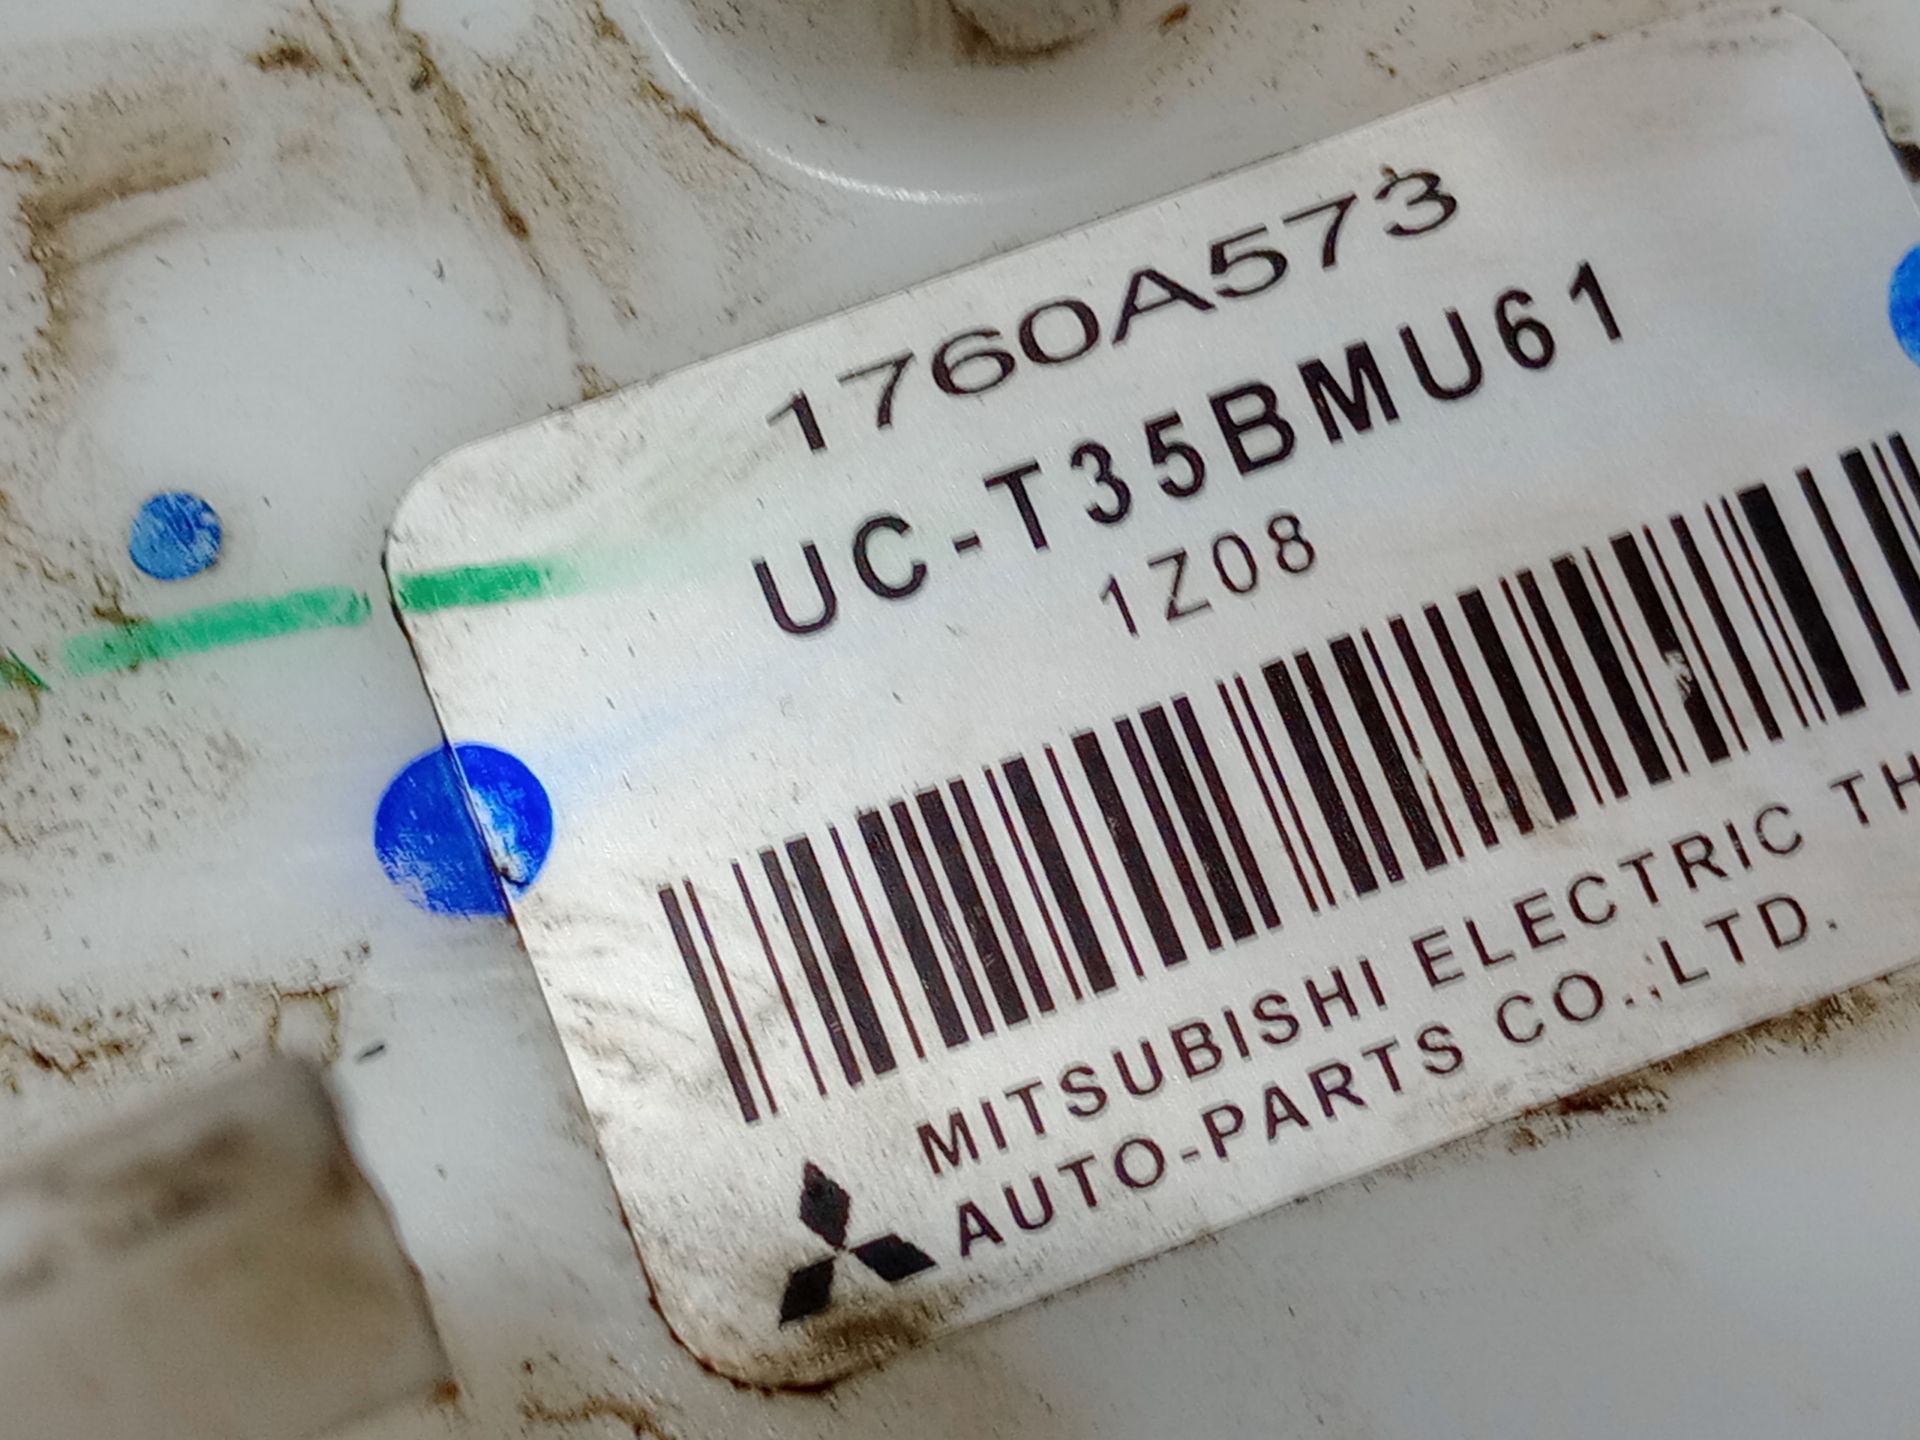 1760A573
UC-T35BMU61
1Z08
MITSUBISHI ELECTRIC TH
AUTO-PARTS CO.,LTD.